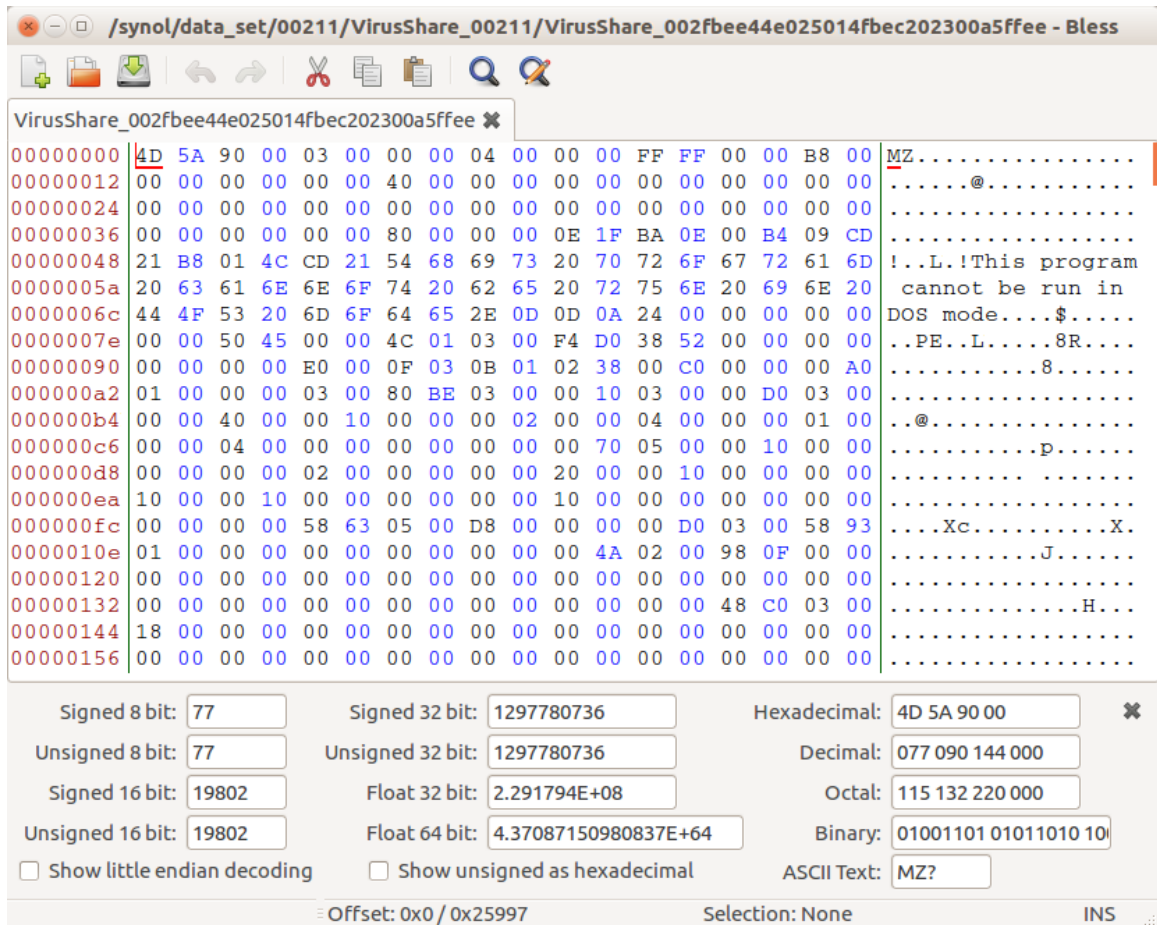 /synol/data_set/00211/VirusShare_00211/VirusShare_002fbee44e025014fbec202300a5ffee - Bless
VirusShare_002fbee44e025014fbec202300a5ffee
00000000 4D 5A 90 00 03 00 00 00 04 00 00 00 FF FF 00 00 B8 00 MZ................
00000012 00 00 00 00 00 00 40 00 00 00 00 00 00 00 00 00 00 00 ......@...........
00000024 00 00 00 00 00 00 00 00 00 00 00 00 00 00 00 00 00 00 ..................
00000036 00 00 00 00 00 00 80 00 00 00 0E 1F BA 0E 00 B4 09 CD ..................
00000048 21 B8 01 4C CD 21 54 68 69 73 20 70 72 6F 67 72 61 6D !..L.!This program
0000005a 20 63 61 6E 6E 6F 74 20 62 65 20 72 75 6E 20 69 6E 20 cannot be run in
0000006c 44 4F 53 20 6D 6F 64 65 2E 0D 0D 0A 24 00 00 00 00 00 DOS mode....$.....
0000007e 00 00 50 45 00 00 4C 01 03 00 F4 D0 38 52 00 00 00 00 ..PE..L.....8R....
00000090 00 00 00 00 E0 00 0F 03 0B 01 02 38 00 C0 00 00 00 A0 ...........8......
000000a2 01 00 00 00 03 00 80 BE 03 00 00 10 03 00 00 D0 03 00 ..................
000000b4 00 00 40 00 00 10 00 00 00 02 00 00 04 00 00 00 01 00 ..@...............
000000c6 00 00 04 00 00 00 00 00 00 00 00 70 05 00 00 10 00 00 ...........p......
000000d8 00 00 00 00 02 00 00 00 00 00 20 00 00 10 00 00 00 00 .......... .......
000000ea 10 00 00 10 00 00 00 00 00 00 10 00 00 00 00 00 00 00 ..................
000000fc 00 00 00 00 58 63 05 00 D8 00 00 00 00 D0 03 00 58 93 ....Xc..........X.
0000010e 01 00 00 00 00 00 00 00 00 00 00 4A 02 00 98 0F 00 00 ...........J......
00000120 00 00 00 00 00 00 00 00 00 00 00 00 00 00 00 00 00 00 ..................
00000132 00 00 00 00 00 00 00 00 00 00 00 00 00 00 48 C0 03 00 ..............H...
00000144 18 00 00 00 00 00 00 00 00 00 00 00 00 00 00 00 00 00 ..................
00000156 00 00 00 00 00 00 00 00 00 00 00 00 00 00 00 00 00 00 ..................
Signed 8 bit: 77 Signed 32 bit: 1297780736 Hexadecimal: 4D 5A 90 00
Unsigned 8 bit: 77 Unsigned 32 bit: 1297780736 Decimal: 077 090 144 000
Signed 16 bit: 19802 Float 32 bit: 2.291794E+08 Octal: 115 132 220 000
Unsigned 16 bit: 19802 Float 64 bit: 4.37087150980837E+64 Binary: 01001101 01011010 10
Show little endian decoding Show unsigned as hexadecimal ASCII Text: MZ?
Offset: 0x0 / 0x25997 Selection: None INS